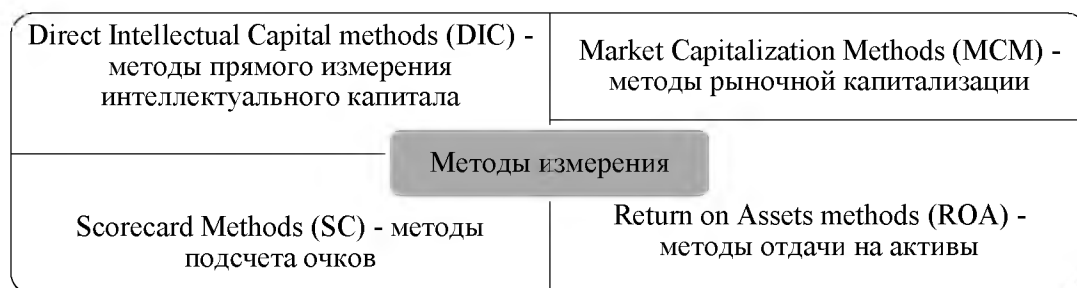 Direct Intellectual Capital methods (DIC) -
методы прямого измерения
интеллектуального капитала
Market Capitalization Methods (MCM) -
методы рыночной капитализации
Методы измерения
Scorecard Methods (SC) - методы
подсчета очков
Return on Assets methods (ROA) -
методы отдачи на активы